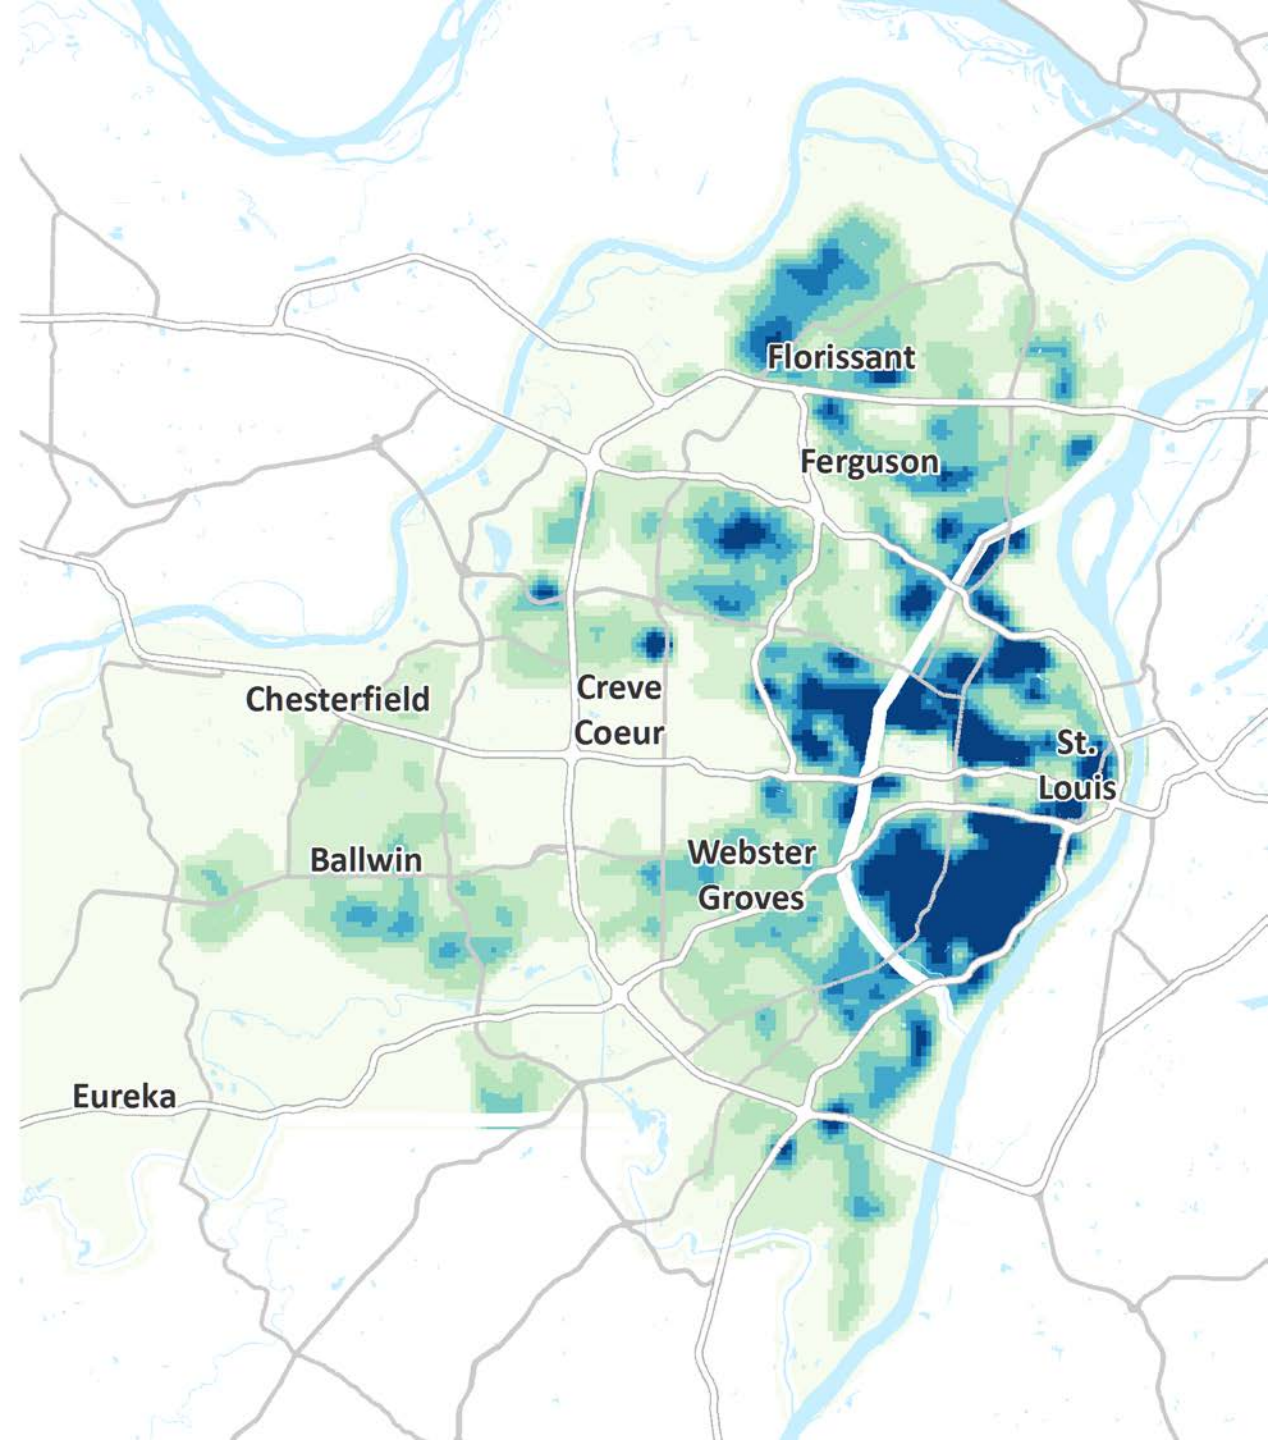 Florissant
Ferguson
Creve
Coeur
Chesterfield
St.
Louis
Webster
Groves
Ballwin
Eureka